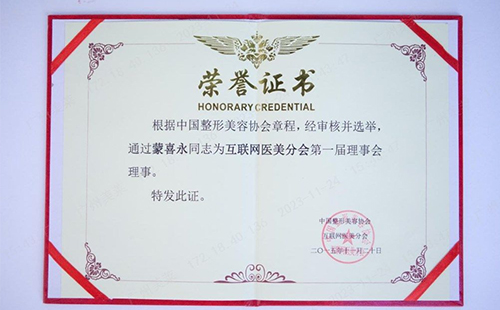 荣誉证书
HONORARY CREDENTIAL
根据中国整形美容协会章程，经审核并选举，
通过蒙喜永同志为互联网医美分会第一届理事会
理事。
特发此证。
中国整形美容协会
互联网医美分会
二〇一五年十一月二十日